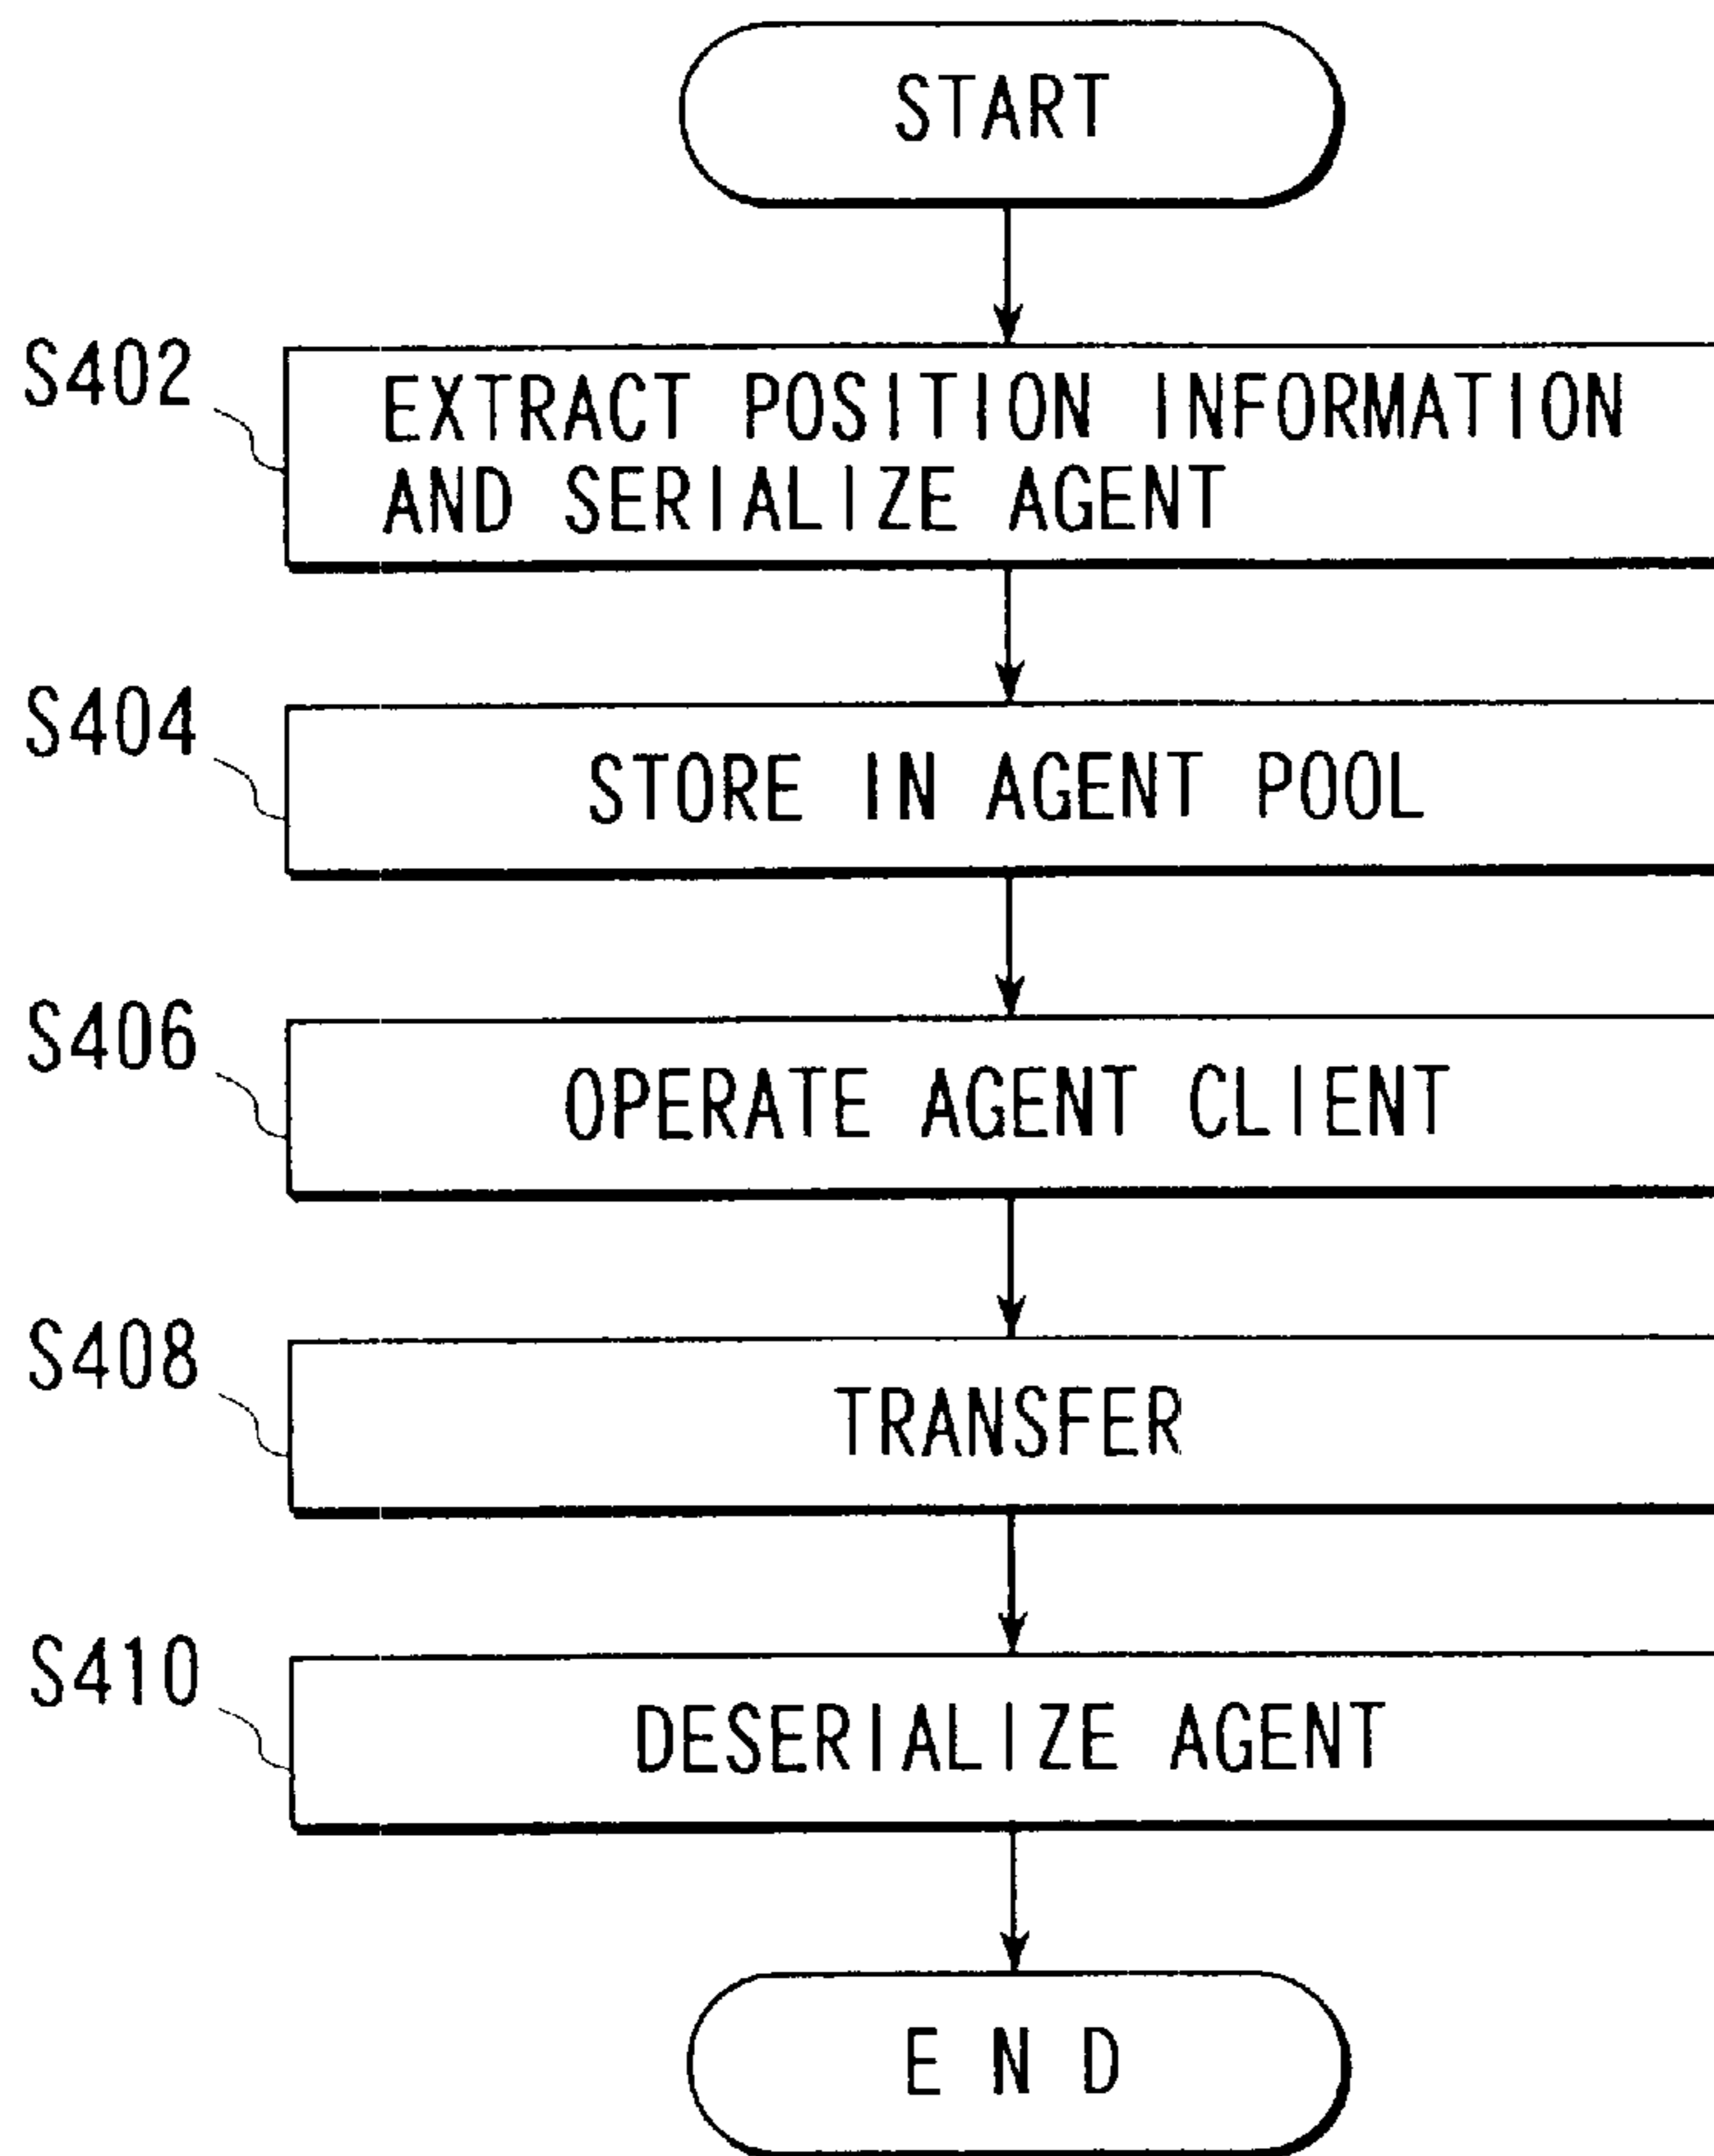 START
S402
EXTRACT POSITION INFORMATION
AND SERIALIZE AGENT
S404
STORE IN AGENT POOL
S406
OPERATE AGENT CLIENT
S408
TRANSFER
S410
DESERIALIZE AGENT
END